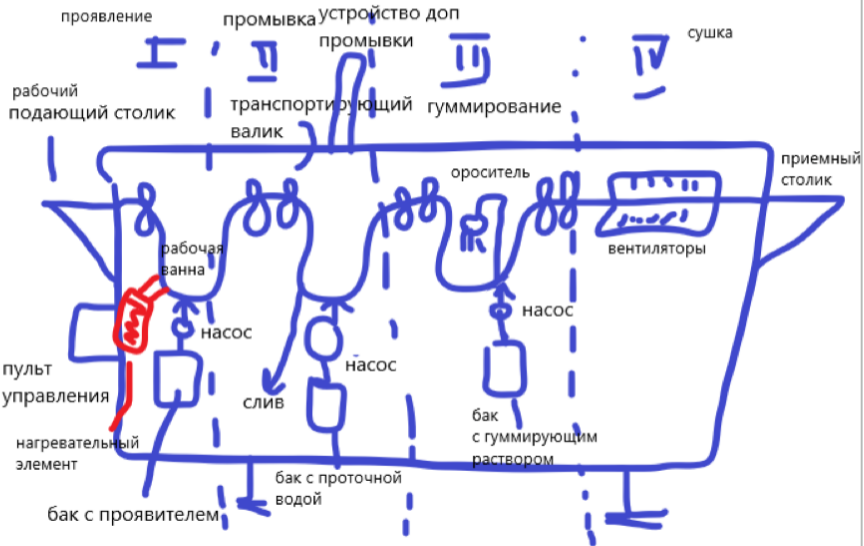 проявление
промывка
устройство доп
промывки
сушка
I
II
III
IV
рабочий
подающий столик
транспортирующий
валик
гуммирование
приемный
столик
ороситель
рабочая
ванна
вентиляторы
насос
насос
насос
пульт
управления
слив
бак
с гуммирующим
раствором
нагревательный
элемент
бак с проточной
водой
бак с проявителем